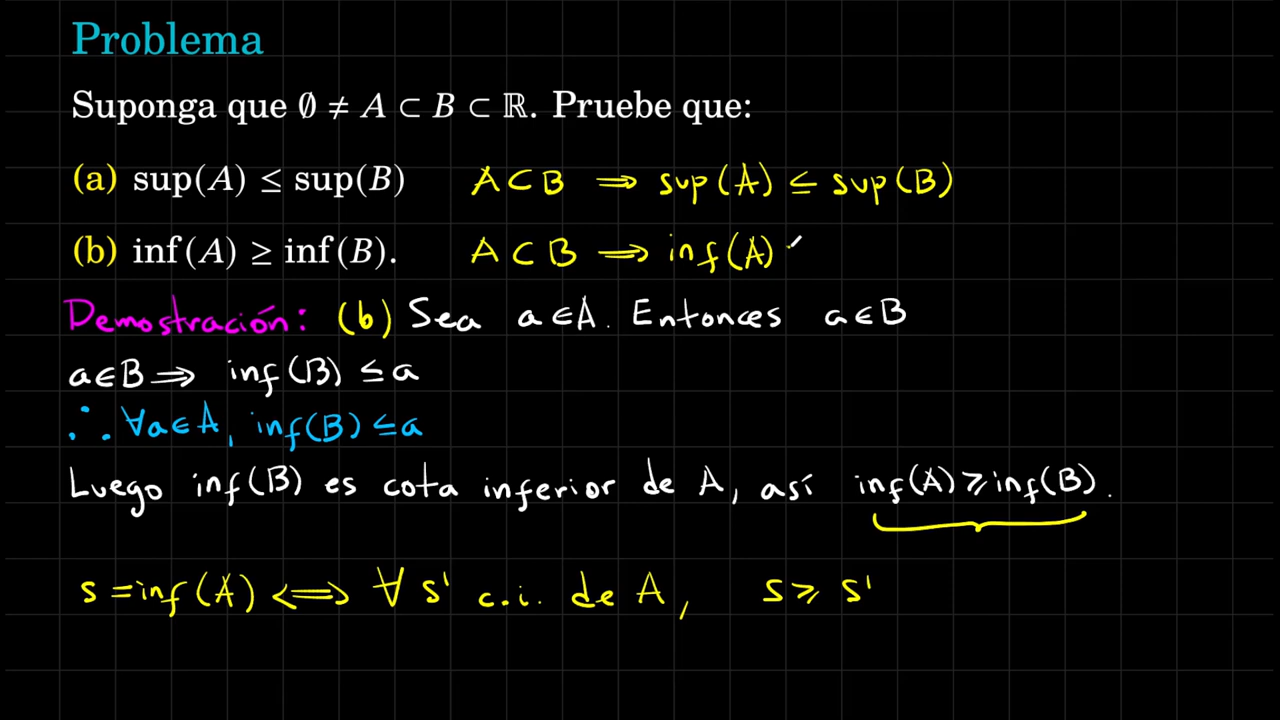 Problema
Suponga que ∅ ≠ A ⊂ B ⊂ ℝ. Pruebe que:
(a) sup(A) ≤ sup(B) A ⊂ B ⟹ sup(A) ≤ sup(B)
(b) inf(A) ≥ inf(B). A ⊂ B ⟹ inf(A)
Demostración: (b) Sea a∈A. Entonces a∈B
a∈B ⟹ inf(B) ≤ a
∴ ∀a∈A, inf(B) ≤ a
Luego inf(B) es cota inferior de A, así inf(A) ≥ inf(B).
s = inf(A) ⟺ ∀ s' c.i. de A, s ≥ s'